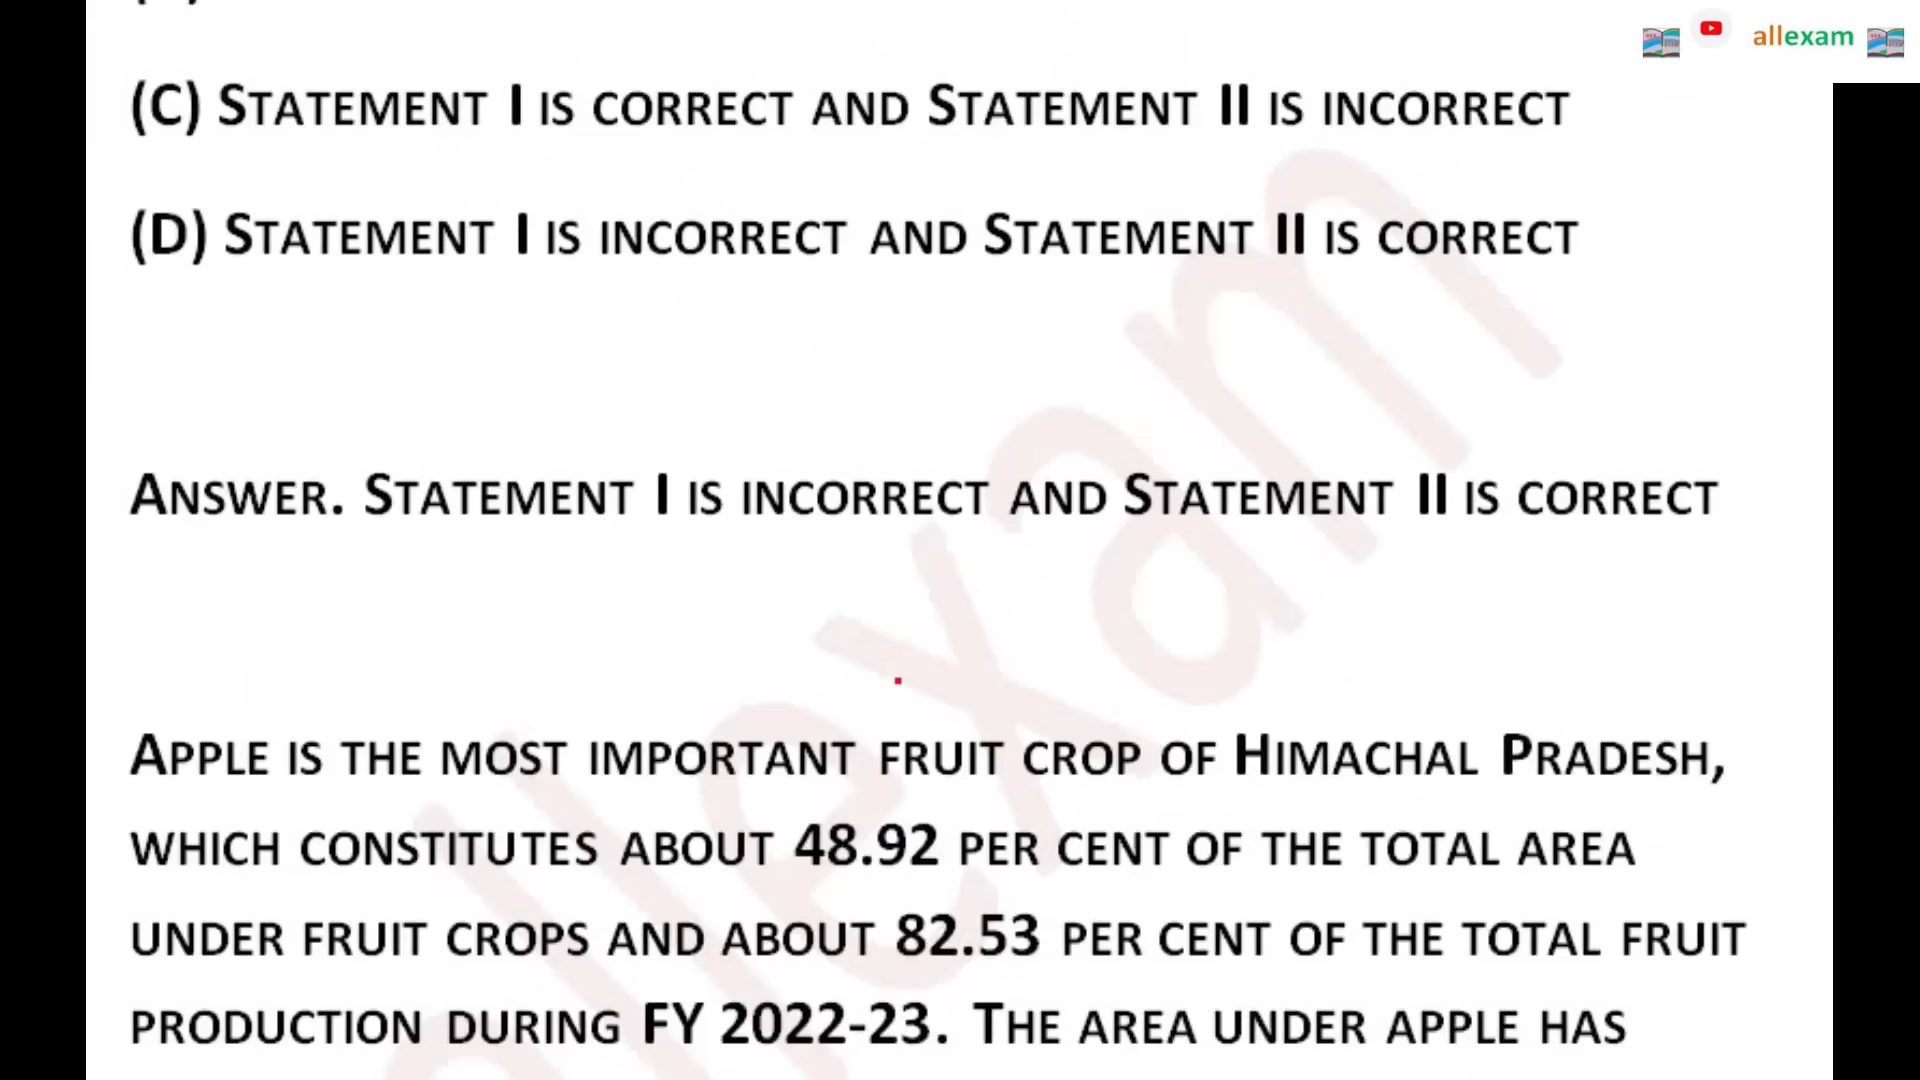 allexam
(C) STATEMENT I IS CORRECT AND STATEMENT II IS INCORRECT
(D) STATEMENT I IS INCORRECT AND STATEMENT II IS CORRECT
ANSWER. STATEMENT I IS INCORRECT AND STATEMENT II IS CORRECT
APPLE IS THE MOST IMPORTANT FRUIT CROP OF HIMACHAL PRADESH,
WHICH CONSTITUTES ABOUT 48.92 PER CENT OF THE TOTAL AREA
UNDER FRUIT CROPS AND ABOUT 82.53 PER CENT OF THE TOTAL FRUIT
PRODUCTION DURING FY 2022-23. THE AREA UNDER APPLE HAS
allexam